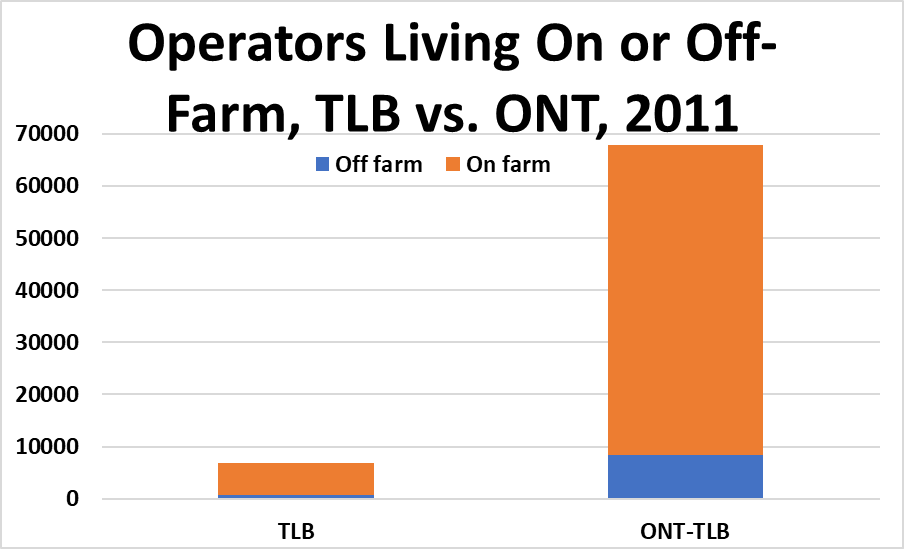 Operators Living On or Off-
Farm, TLB vs. ONT, 2011
Off farm On farm
70000
60000
50000
40000
30000
20000
10000
0
TLB ONT-TLB